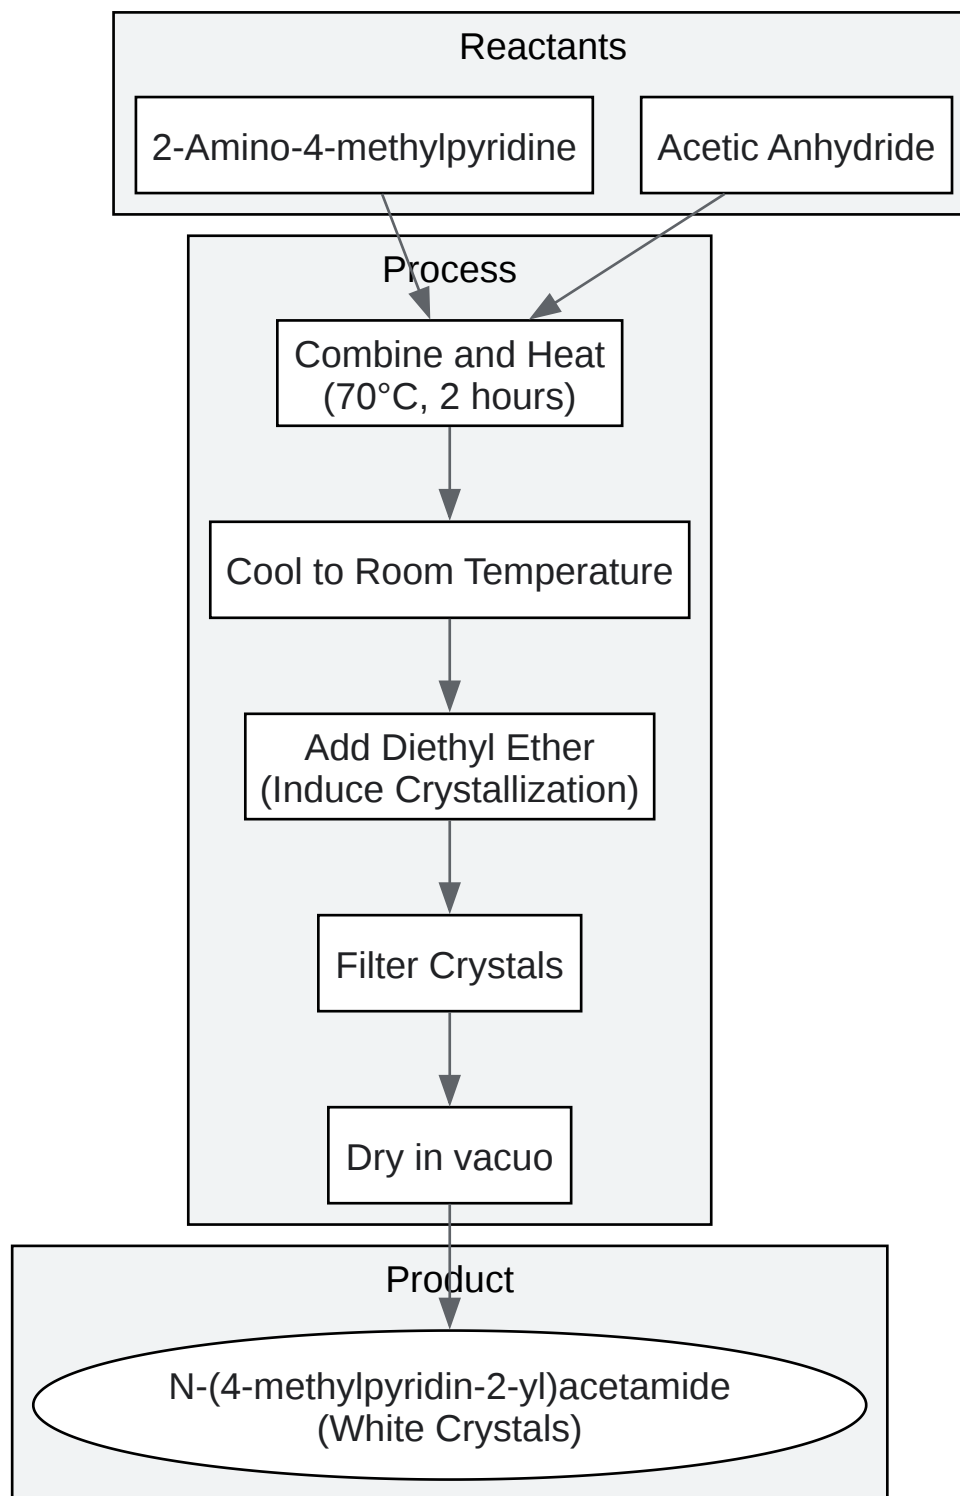 Reactants
2-Amino-4-methylpyridine
Acetic Anhydride
Process
Combine and Heat
(70°C, 2 hours)
Cool to Room Temperature
Add Diethyl Ether
(Induce Crystallization)
Filter Crystals
Dry in vacuo
Product
N-(4-methylpyridin-2-yl)acetamide
(White Crystals)